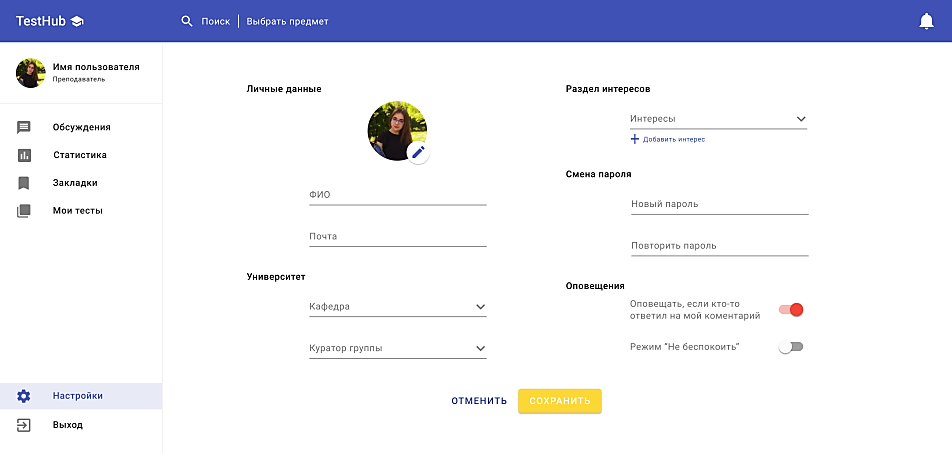 TestHub
Поиск
Выбрать предмет
Имя пользователя
Преподаватель
Обсуждения
Статистика
Закладки
Мои тесты
Настройки
Выход
Личные данные
ФИО
Почта
Университет
Кафедра
Куратор группы
Раздел интересов
Интересы
Добавить интерес
Смена пароля
Новый пароль
Повторить пароль
Оповещения
Оповещать, если кто-то
ответил на мой коментарий
Режим “Не беспокоить”
ОТМЕНИТЬ
СОХРАНИТЬ